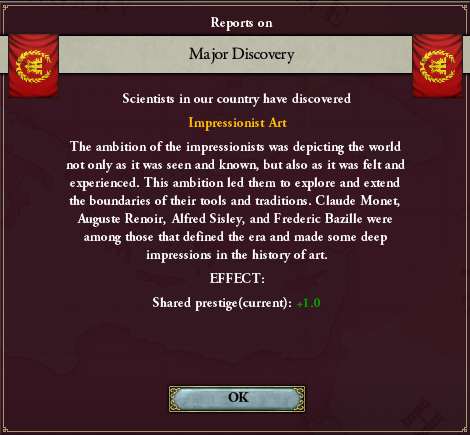 Reports on
Major Discovery
Scientists in our country have discovered
Impressionist Art
The ambition of the impressionists was depicting the world
not only as it was seen and known, but also as it was felt and
experienced. This ambition led them to explore and extend
the boundaries of their tools and traditions. Claude Monet,
Auguste Renoir, Alfred Sisley, and Frederic Bazille were
among those that defined the era and made some deep
impressions in the history of art.
EFFECT:
Shared prestige(current): +1.0
OK